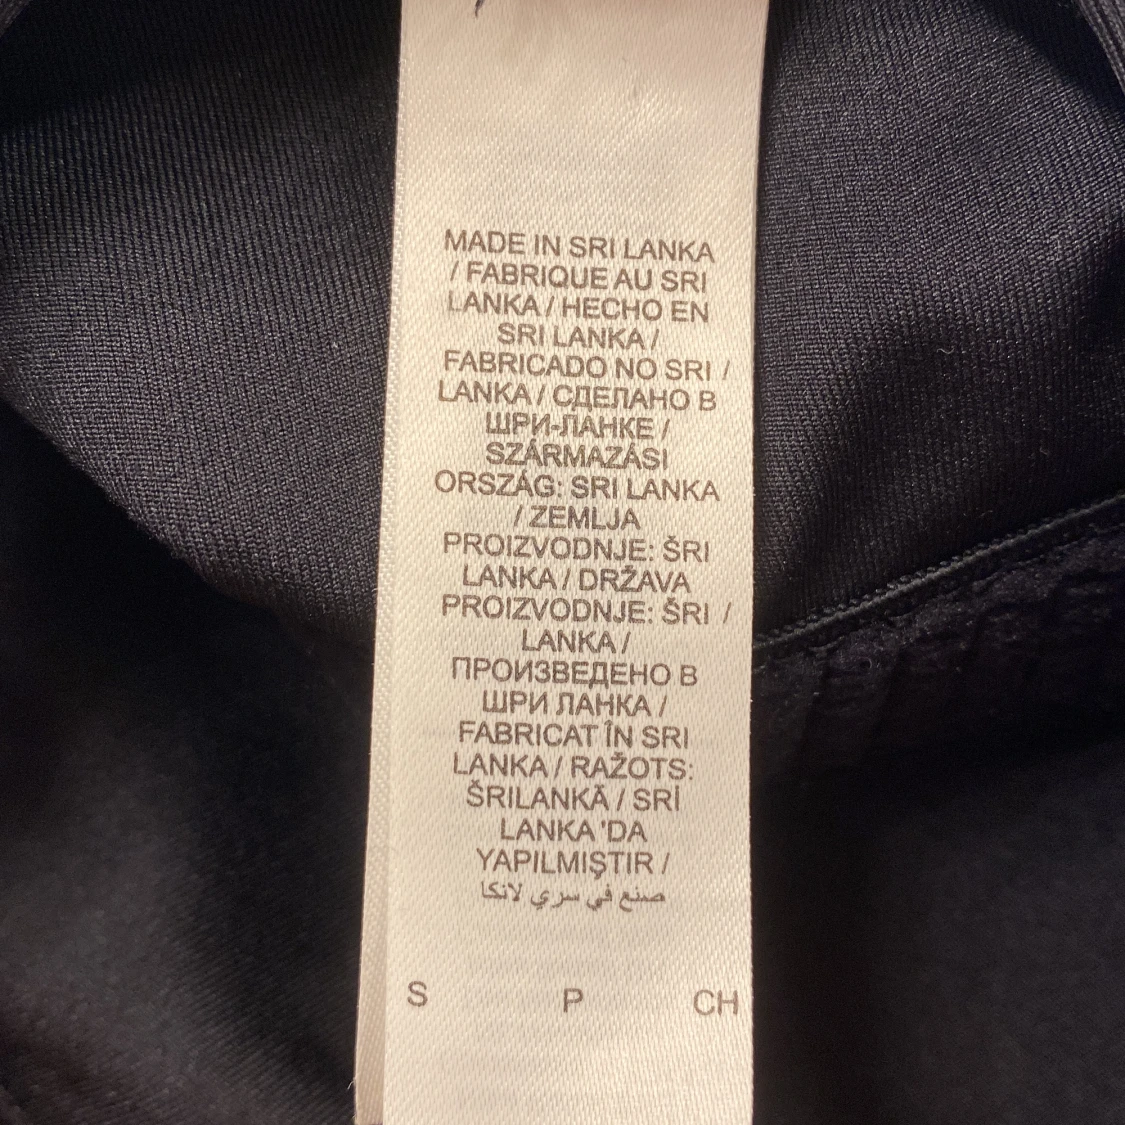 MADE IN SRI LANKA
/ FABRIQUE AU SRI
LANKA / HECHO EN
SRI LANKA /
FABRICADO NO SRI /
LANKA / СДЕЛАНО В
ШРИ-ЛАНКЕ /
SZÁRMAZÁSI
ORSZÁG: SRI LANKA
/ ZEMLJA
PROIZVODNJE: ŠRI
LANKA / DRŽAVA
PROIZVODNJE: ŠRI /
LANKA /
ПРОИЗВЕДЕНО В
ШРИ ЛАНКА /
FABRICAT ÎN SRI
LANKA / RAŽOTS:
ŠRILANKĀ / SRİ
LANKA 'DA
YAPILMIŞTIR /
صنع في سري لانكا
S P CH